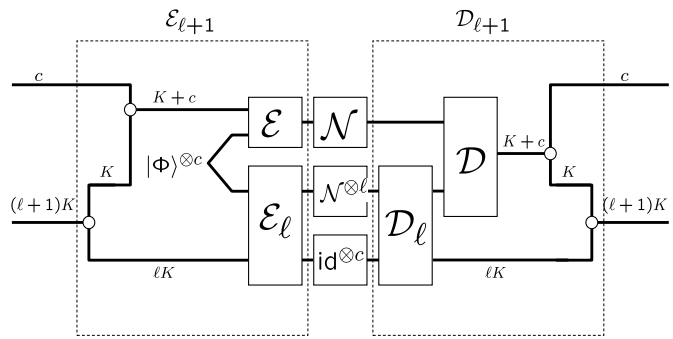 ℰ_{ℓ+1} 𝒟_{ℓ+1}
c c
K + c
ℰ 𝒩
K + c
K |Φ⟩^{⊗c} 𝒟 K
(ℓ + 1)K 𝒩^{⊗ℓ} (ℓ + 1)K
ℰ_ℓ 𝒟_ℓ
id^{⊗c}
ℓK ℓK